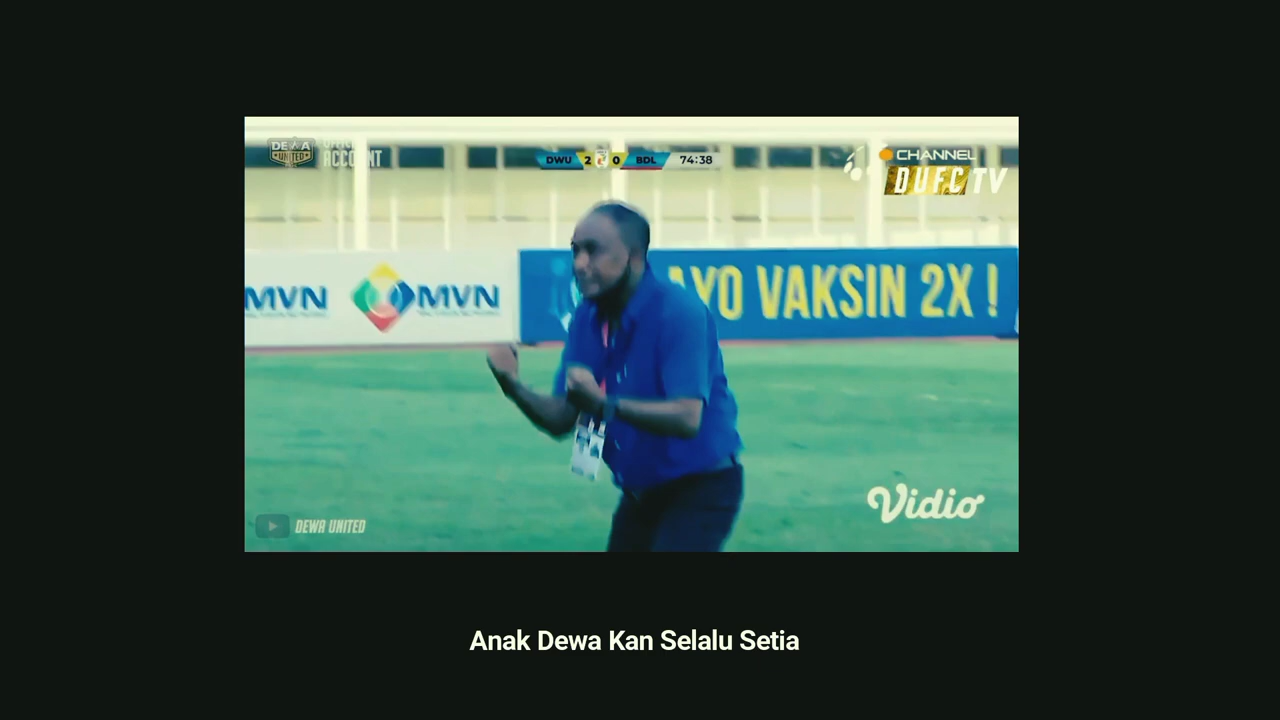 DEWA
UNITED
ACCOUNT
DWU 2 0 BDL 74:38
CHANNEL
DUFC TV
MVN
MVN
AYO VAKSIN 2X !
Vidio
DEWA UNITED
Anak Dewa Kan Selalu Setia